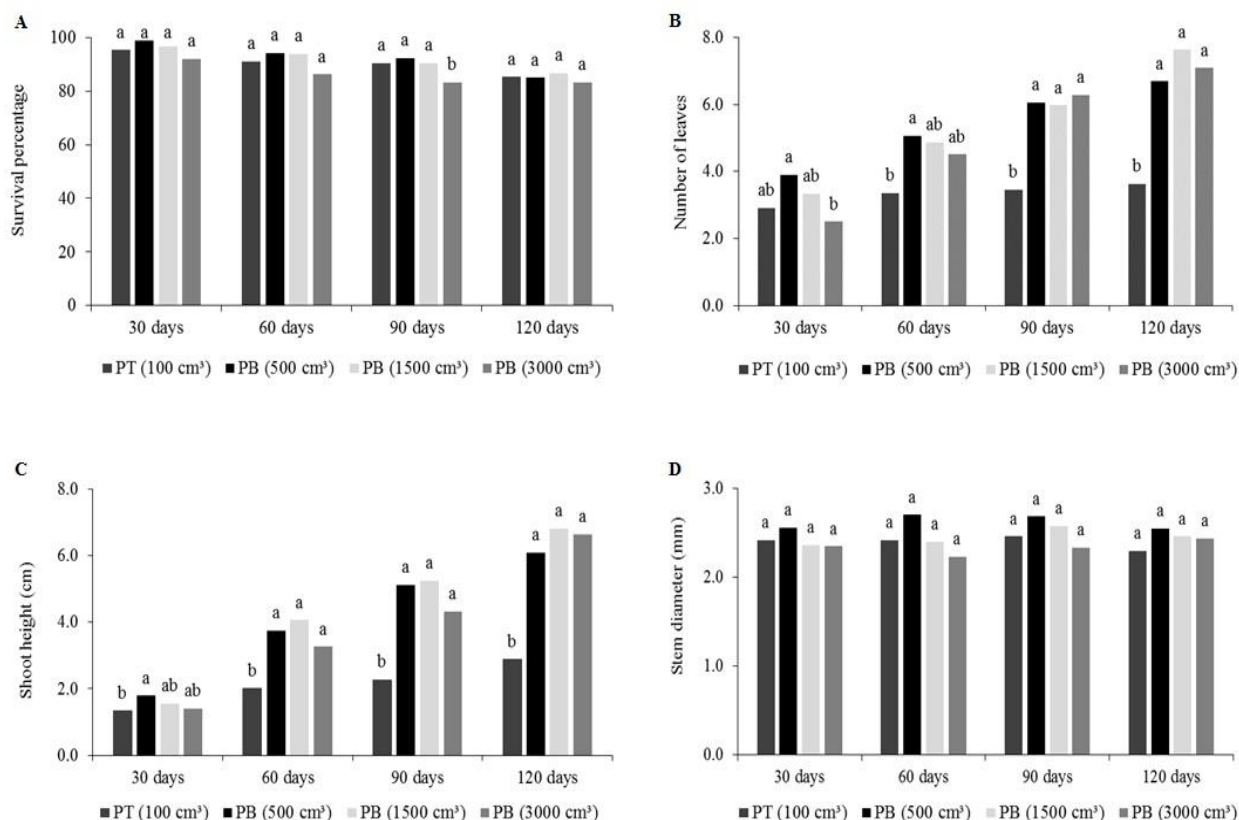 A
a a a a a a a a a a a b a a a a
100
80
60
40
20
0
Survival percentage
30 days 60 days 90 days 120 days
PT (100 cm³) PB (500 cm³) PB (1500 cm³) PB (3000 cm³)
B
ab a ab b b a ab ab b a a a b a a a
8.0
6.0
4.0
2.0
0.0
Number of leaves
30 days 60 days 90 days 120 days
PT (100 cm³) PB (500 cm³) PB (1500 cm³) PB (3000 cm³)
C
b a ab ab b a a a b a a a b a a a
8.0
6.0
4.0
2.0
0.0
Shoot height (cm)
30 days 60 days 90 days 120 days
PT (100 cm³) PB (500 cm³) PB (1500 cm³) PB (3000 cm³)
D
a a a a a a a a a a a a a a a a
3.0
2.0
1.0
0.0
Stem diameter (mm)
30 days 60 days 90 days 120 days
PT (100 cm³) PB (500 cm³) PB (1500 cm³) PB (3000 cm³)